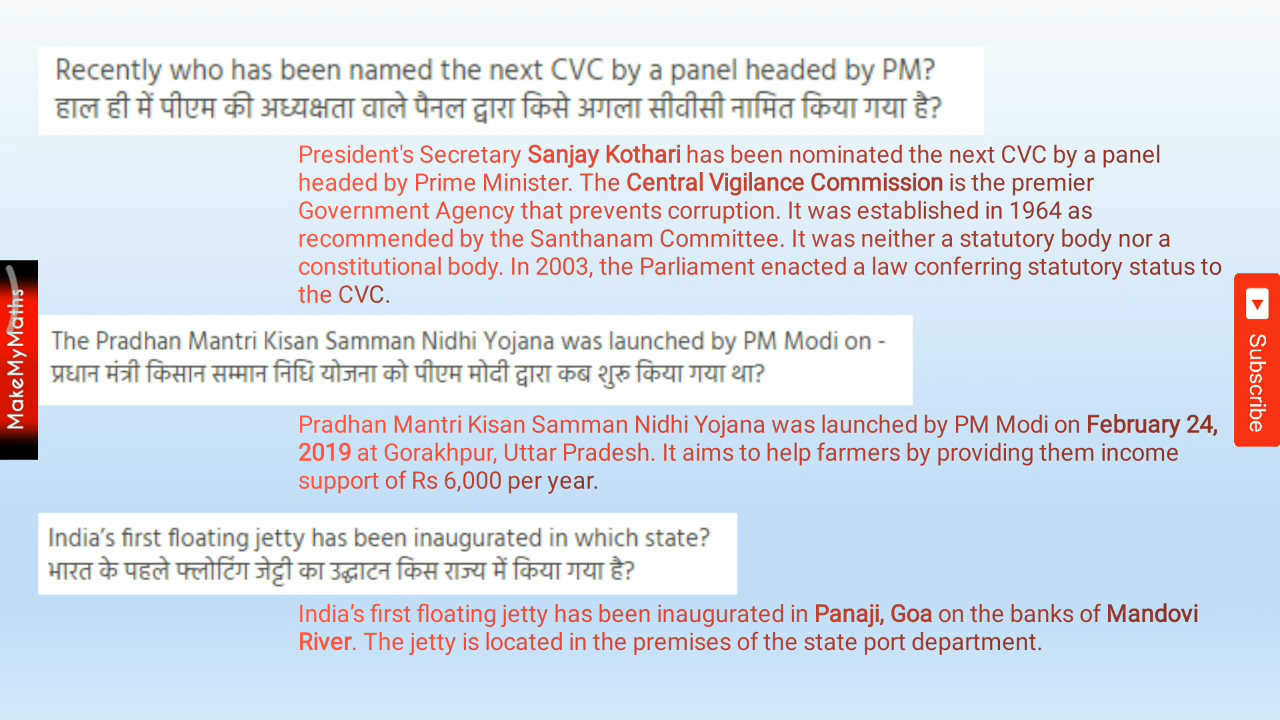 Recently who has been named the next CVC by a panel headed by PM?
हाल ही में पीएम की अध्यक्षता वाले पैनल द्वारा किसे अगला सीवीसी नामित किया गया है?
President's Secretary Sanjay Kothari has been nominated the next CVC by a panel
headed by Prime Minister. The Central Vigilance Commission is the premier
Government Agency that prevents corruption. It was established in 1964 as
recommended by the Santhanam Committee. It was neither a statutory body nor a
constitutional body. In 2003, the Parliament enacted a law conferring statutory status to
the CVC.
The Pradhan Mantri Kisan Samman Nidhi Yojana was launched by PM Modi on -
प्रधान मंत्री किसान सम्मान निधि योजना को पीएम मोदी द्वारा कब शुरू किया गया था?
Pradhan Mantri Kisan Samman Nidhi Yojana was launched by PM Modi on February 24,
2019 at Gorakhpur, Uttar Pradesh. It aims to help farmers by providing them income
support of Rs 6,000 per year.
India’s first floating jetty has been inaugurated in which state?
भारत के पहले फ्लोटिंग जेट्टी का उद्घाटन किस राज्य में किया गया है?
India’s first floating jetty has been inaugurated in Panaji, Goa on the banks of Mandovi
River. The jetty is located in the premises of the state port department.
MakeMyMaths
Subscribe